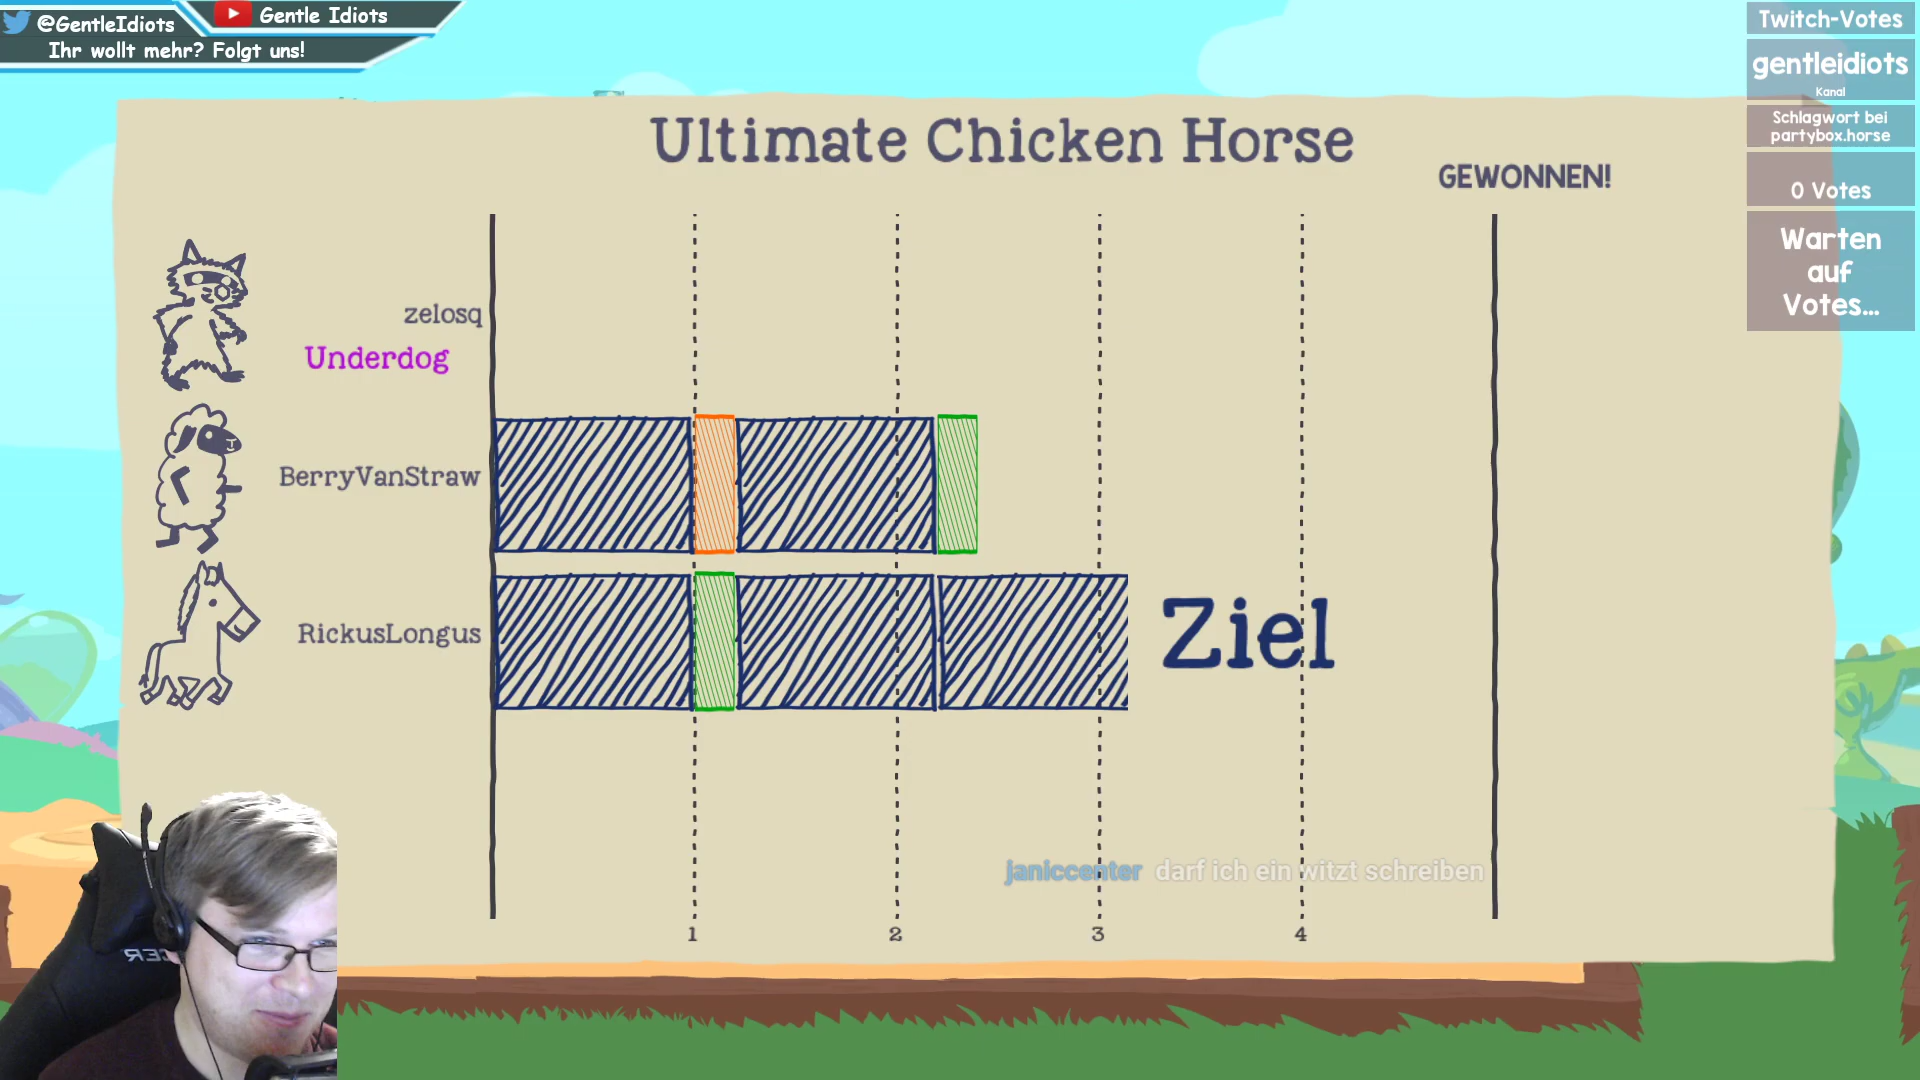 @GentleIdiots
Gentle Idiots
Ihr wollt mehr? Folgt uns!
Twitch-Votes
gentleidiots
Kanal
Schlagwort bei
partybox.horse
0 Votes
Warten
auf
Votes...
Ultimate Chicken Horse
GEWONNEN!
zelosq
Underdog
BerryVanStraw
RickusLongus
Ziel
janiccenter darf ich ein witzt schreiben
1 2 3 4